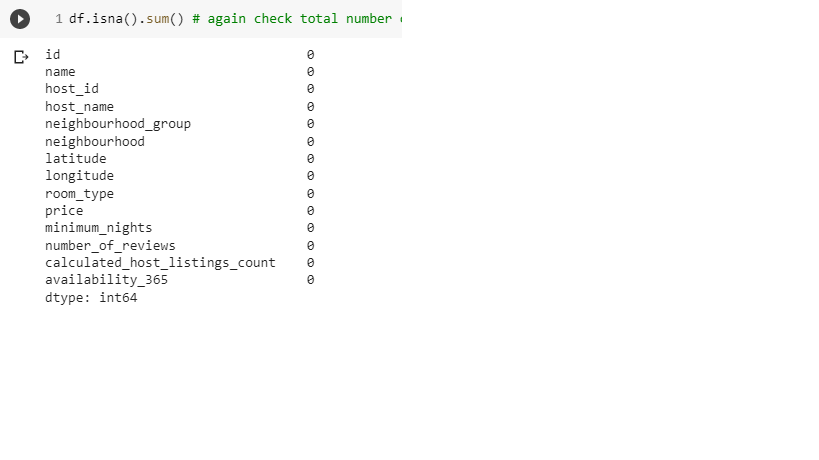 1 df.isna().sum() # again check total number
id 0
name 0
host_id 0
host_name 0
neighbourhood_group 0
neighbourhood 0
latitude 0
longitude 0
room_type 0
price 0
minimum_nights 0
number_of_reviews 0
calculated_host_listings_count 0
availability_365 0
dtype: int64